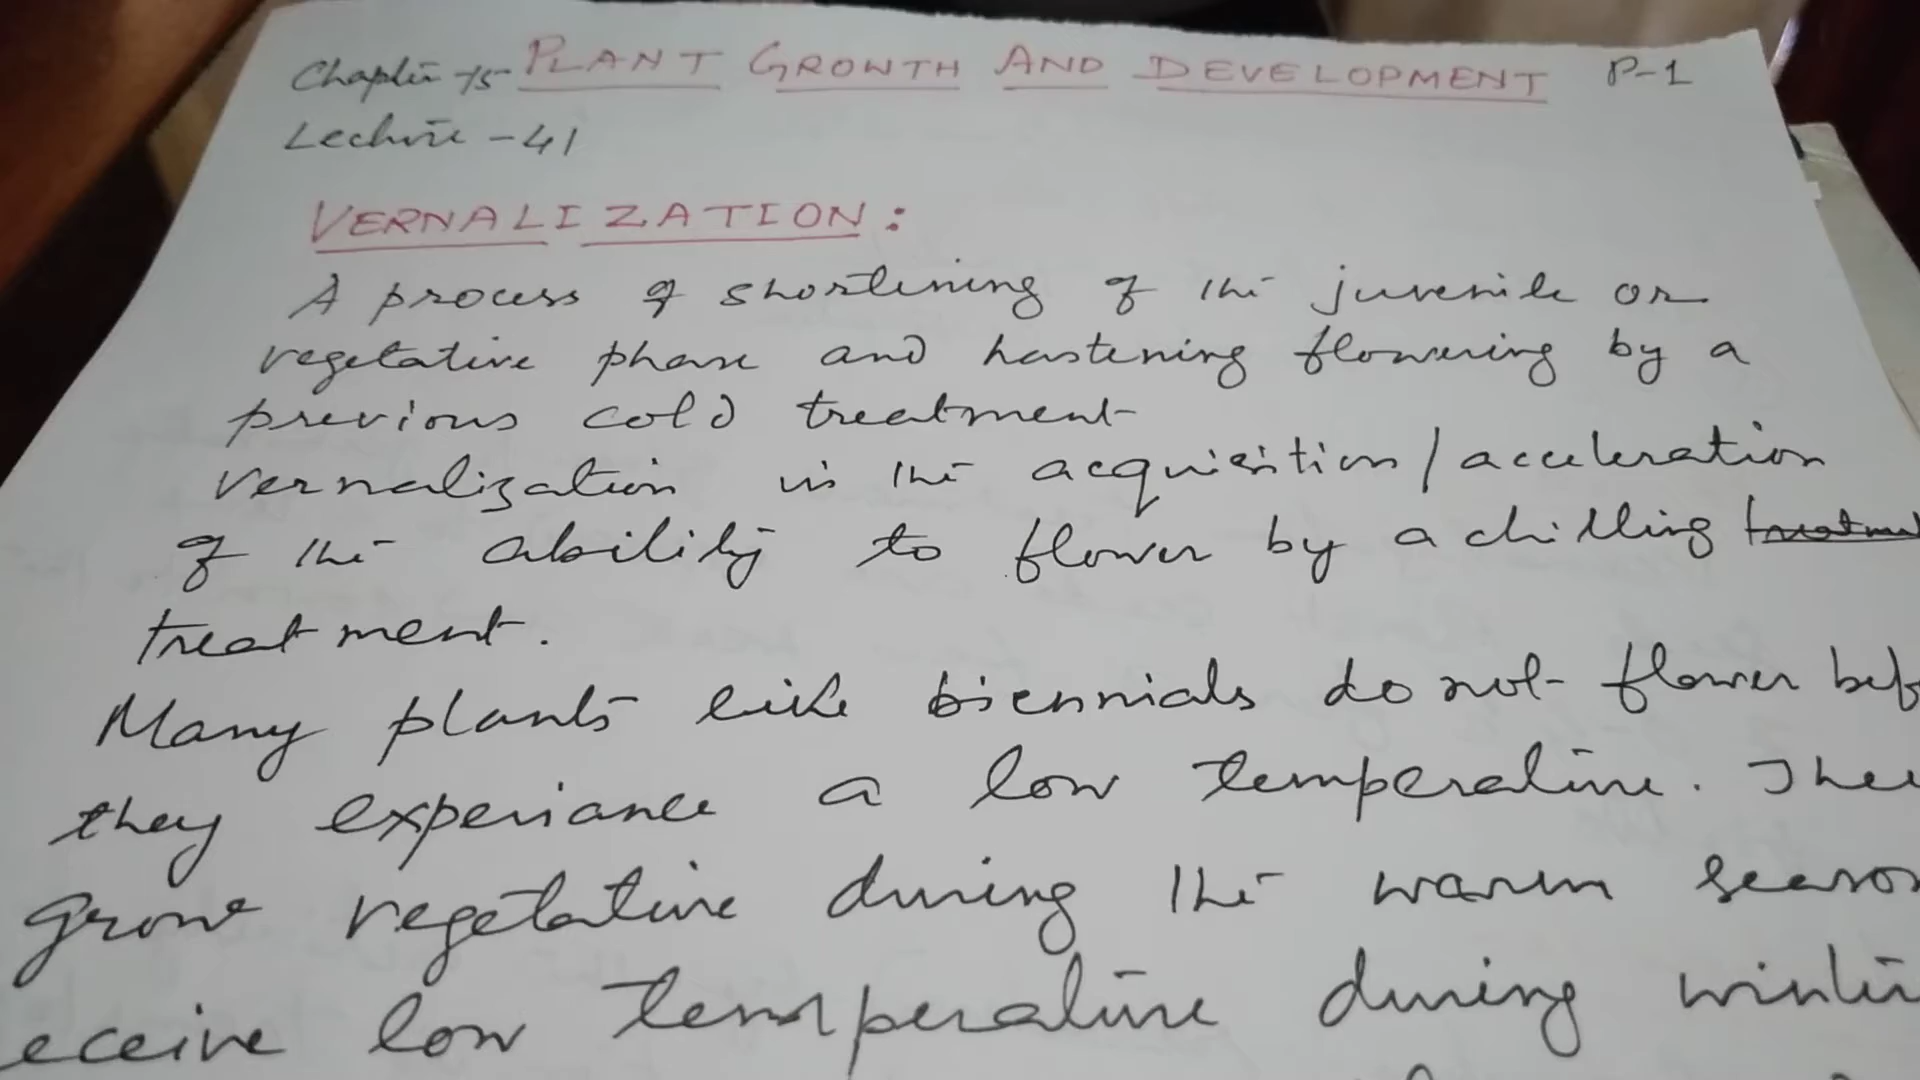 Chapter 15 PLANT GROWTH AND DEVELOPMENT P-1
Lecture - 41
VERNALIZATION:
A process of shortening of the juvenile or
vegetative phase and hastening flowering by a
previous cold treatment
vernalization is the acquisition/acceleration
of the ability to flower by a chilling
treatment.
Many plants like biennials do not flower bef
they experiance a low temperature. The
grow vegetative during the warm season
eceive low temperature during winter